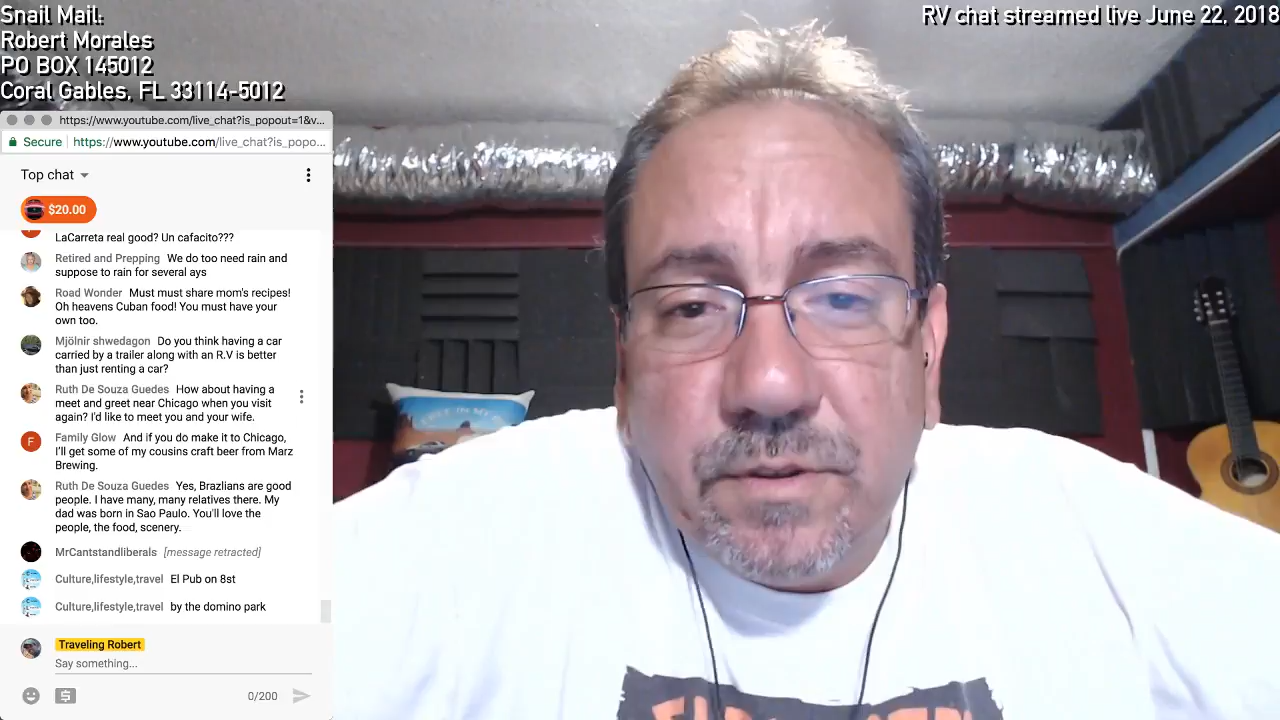 Snail Mail:
Robert Morales
PO BOX 145012
Coral Gables, FL 33114-5012
RV chat streamed live June 22, 2018
https://www.youtube.com/live_chat?is_popout=1&v...
Secure
https://www.youtube.com/live_chat?is_popo...
Top chat
$20.00
LaCarreta real good? Un cafacito???
Retired and Prepping We do too need rain and
suppose to rain for several ays
Road Wonder Must must share mom's recipes!
Oh heavens Cuban food! You must have your
own too.
Mjölnir shwedagon Do you think having a car
carried by a trailer along with an R.V is better
than just renting a car?
Ruth De Souza Guedes How about having a
meet and greet near Chicago when you visit
again? I'd like to meet you and your wife.
F
Family Glow And if you do make it to Chicago,
I'll get some of my cousins craft beer from Marz
Brewing.
Ruth De Souza Guedes Yes, Brazlians are good
people. I have many, many relatives there. My
dad was born in Sao Paulo. You'll love the
people, the food, scenery.
MrCantstandliberals [message retracted]
Culture,lifestyle,travel El Pub on 8st
Culture,lifestyle,travel by the domino park
Traveling Robert
Say something...
0/200